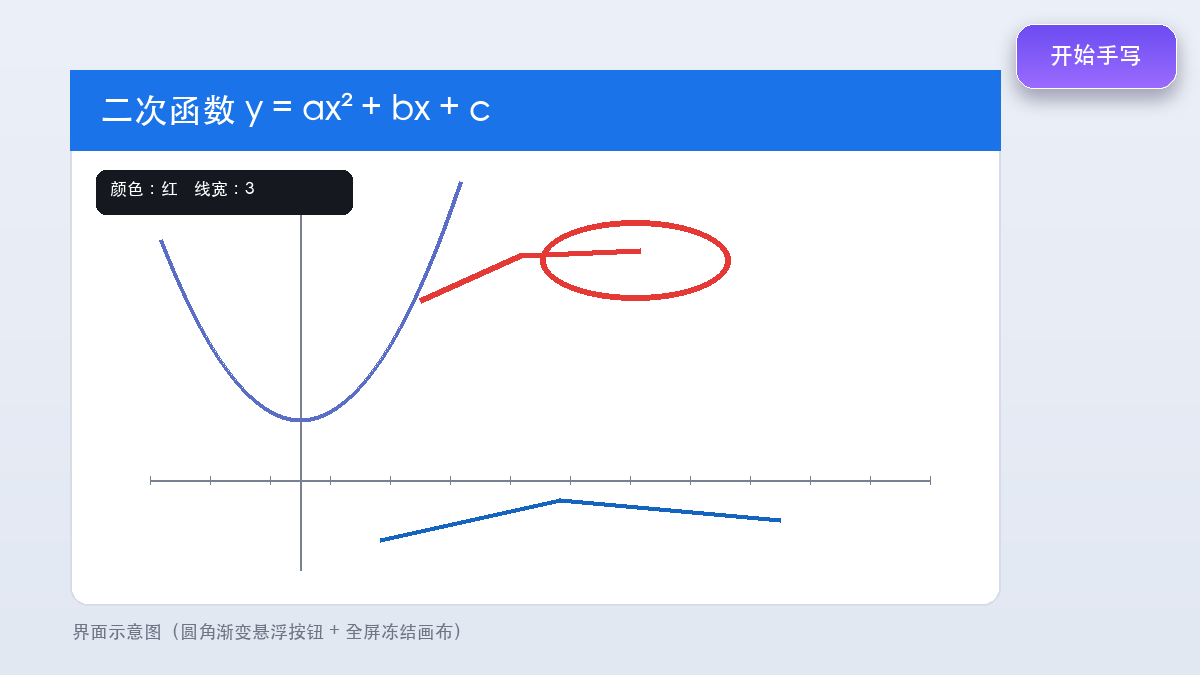 开始手写
二次函数 y = ax² + bx + c
颜色：红　线宽：3
界面示意图（圆角渐变悬浮按钮 + 全屏冻结画布）